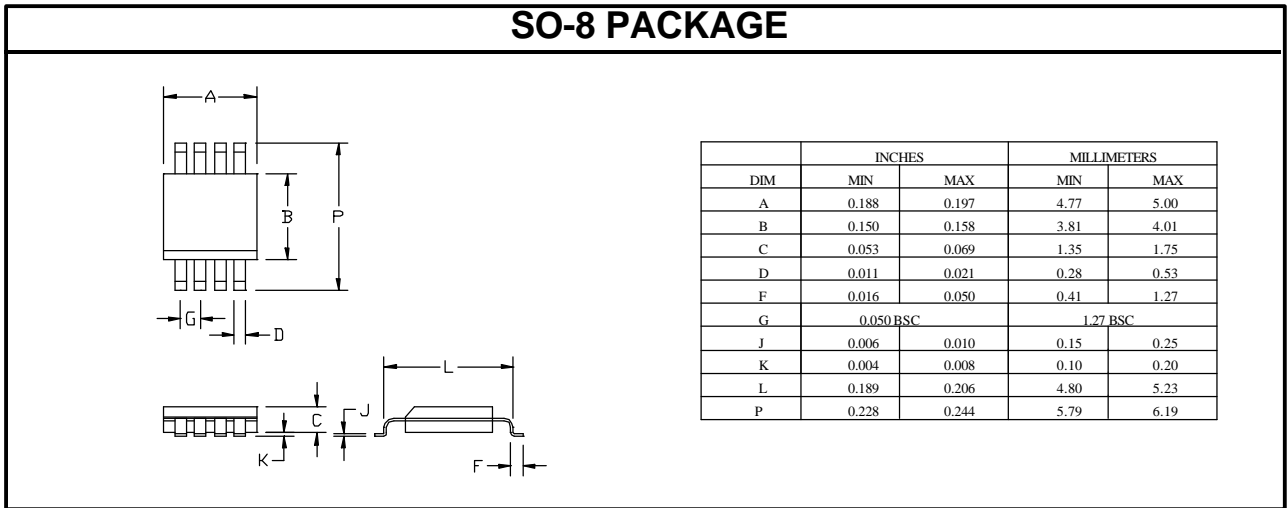 SO-8 PACKAGE
A
B
P
G
D
L
J
C
K
F
INCHES MILLIMETERS
DIM MIN MAX MIN MAX
A 0.188 0.197 4.77 5.00
B 0.150 0.158 3.81 4.01
C 0.053 0.069 1.35 1.75
D 0.011 0.021 0.28 0.53
F 0.016 0.050 0.41 1.27
G 0.050 BSC 1.27 BSC
J 0.006 0.010 0.15 0.25
K 0.004 0.008 0.10 0.20
L 0.189 0.206 4.80 5.23
P 0.228 0.244 5.79 6.19